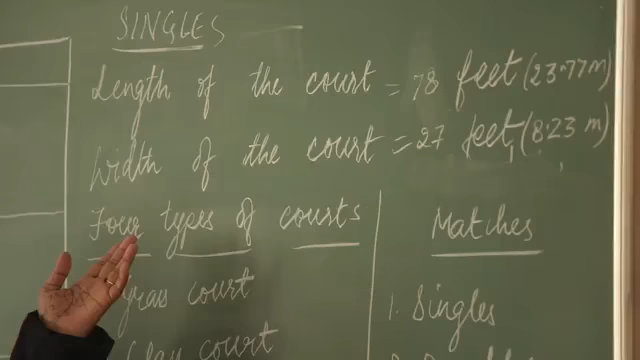 SINGLES
Length of the court = 78 feet (23.77m)
Width of the court = 27 feet (8.23 m)
Four types of courts
Grass court
Clay court
Matches
1. Singles